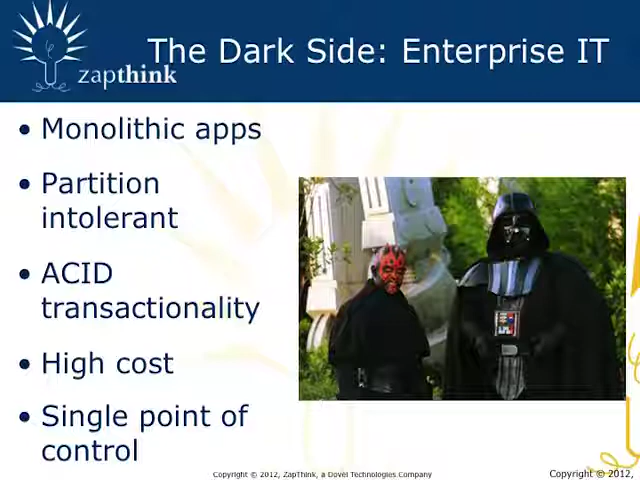 The Dark Side: Enterprise IT
zapthink
• Monolithic apps
• Partition
intolerant
• ACID
transactionality
• High cost
• Single point of
control
Copyright © 2012, ZapThink, a Dovèl Technologies Company
Copyright © 2012,